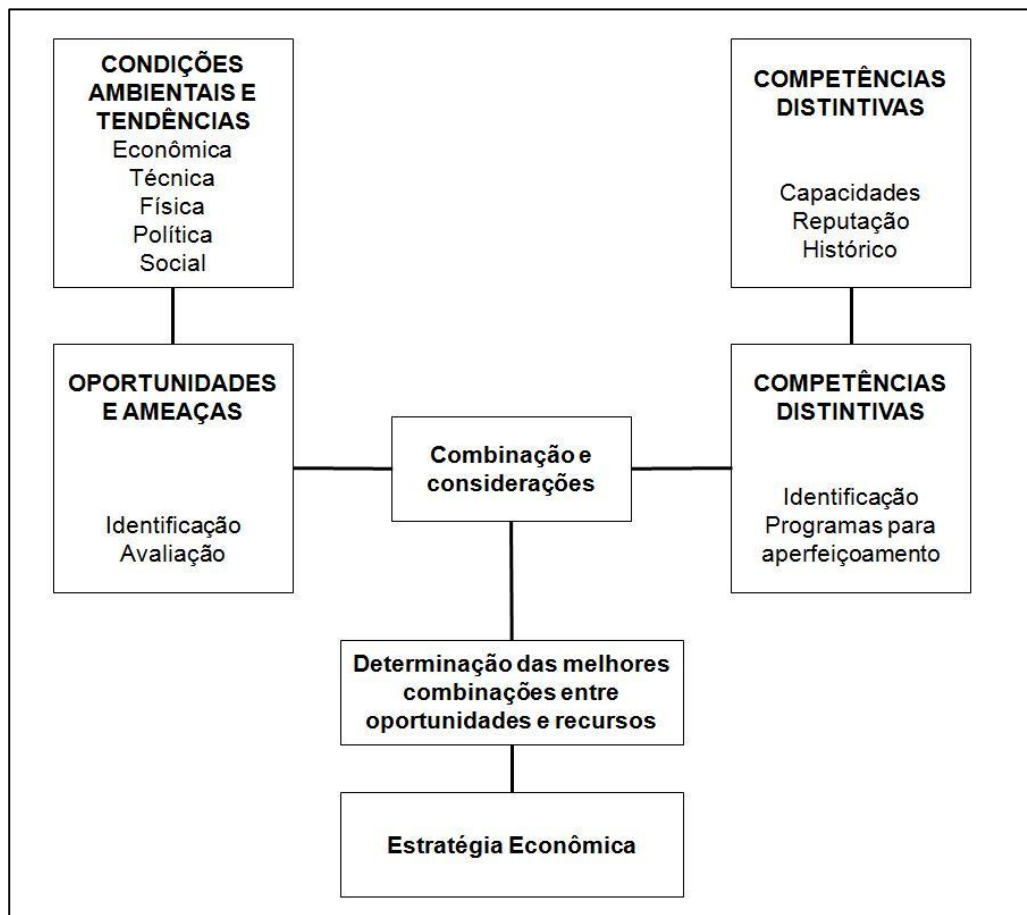 CONDIÇÕES
AMBIENTAIS E
TENDÊNCIAS
Econômica
Técnica
Física
Política
Social
COMPETÊNCIAS
DISTINTIVAS
Capacidades
Reputação
Histórico
OPORTUNIDADES
E AMEAÇAS
Identificação
Avaliação
Combinação e
considerações
COMPETÊNCIAS
DISTINTIVAS
Identificação
Programas para
aperfeiçoamento
Determinação das melhores
combinações entre
oportunidades e recursos
Estratégia Econômica